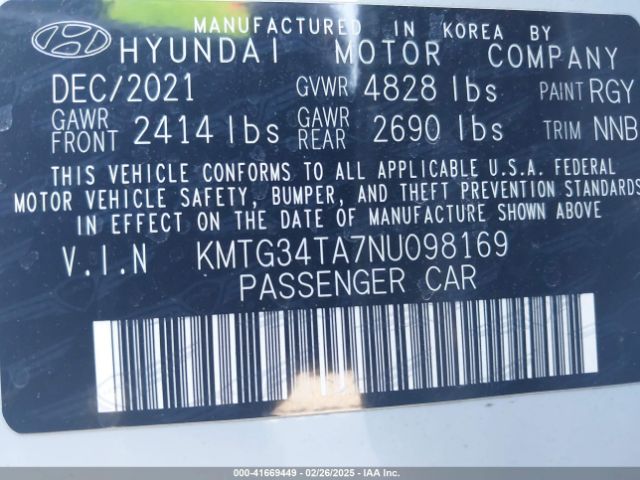 MANUFACTURED IN KOREA BY
HYUNDAI MOTOR COMPANY
DEC/2021 GVWR 4828 lbs PAINT RGY
GAWR FRONT 2414 lbs GAWR REAR 2690 lbs TRIM NNB
THIS VEHICLE CONFORMS TO ALL APPLICABLE U.S.A. FEDERAL
MOTOR VEHICLE SAFETY, BUMPER, AND THEFT PREVENTION STANDARDS
IN EFFECT ON THE DATE OF MANUFACTURE SHOWN ABOVE
V.I.N KMTG34TA7NU098169
PASSENGER CAR
000-41669449 - 02/26/2025 - IAAI.COM